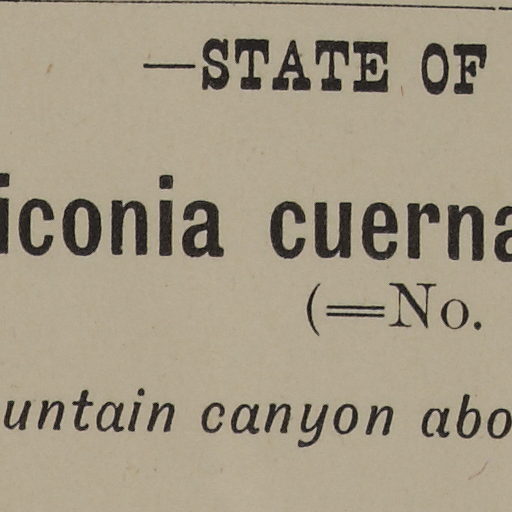 —STATE OF
iconia cuerna
(=No.
untain canyon abo